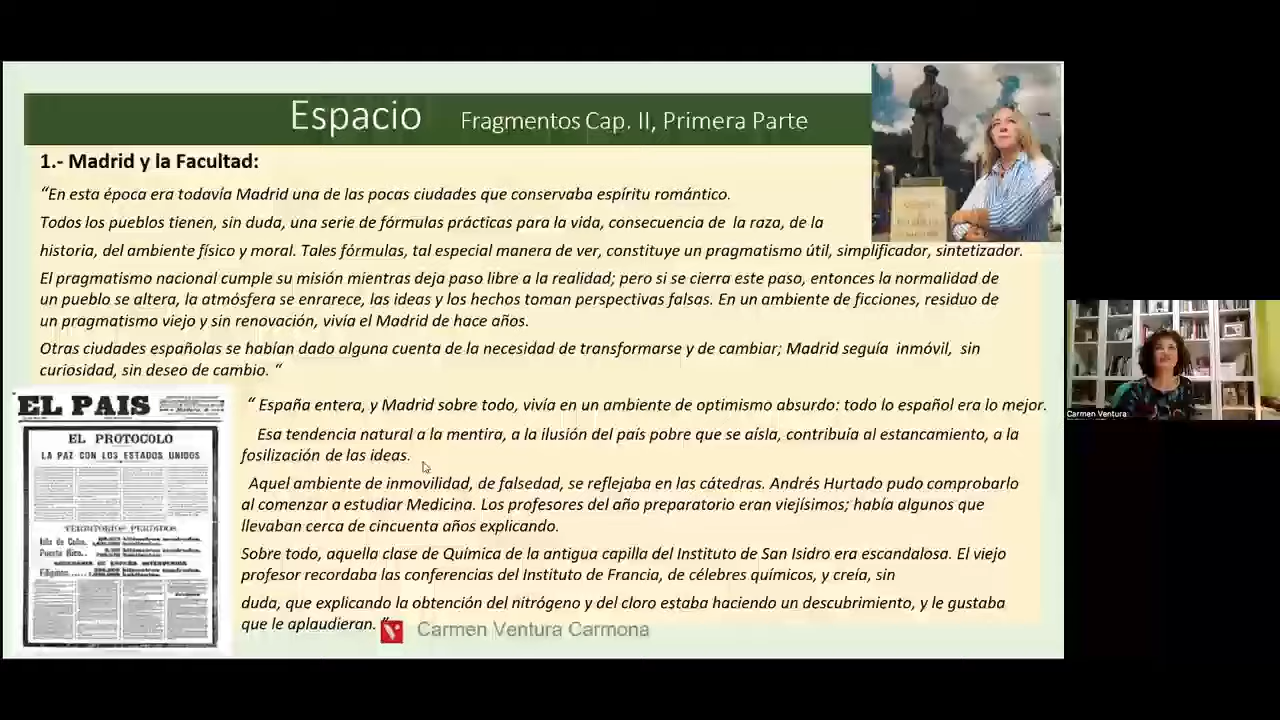 Espacio Fragmentos Cap. II, Primera Parte
1.- Madrid y la Facultad:
“En esta época era todavía Madrid una de las pocas ciudades que conservaba espíritu romántico.
Todos los pueblos tienen, sin duda, una serie de fórmulas prácticas para la vida, consecuencia de la raza, de la
historia, del ambiente físico y moral. Tales fórmulas, tal especial manera de ver, constituye un pragmatismo útil, simplificador, sintetizador.
El pragmatismo nacional cumple su misión mientras deja paso libre a la realidad; pero si se cierra este paso, entonces la normalidad de
un pueblo se altera, la atmósfera se enrarece, las ideas y los hechos toman perspectivas falsas. En un ambiente de ficciones, residuo de
un pragmatismo viejo y sin renovación, vivía el Madrid de hace años.
Otras ciudades españolas se habían dado alguna cuenta de la necesidad de transformarse y de cambiar; Madrid seguía inmóvil, sin
curiosidad, sin deseo de cambio. “
EL PAIS
EL PROTOCOLO
LA PAZ CON LOS ESTADOS UNIDOS
TERRITORIOS PERDIDOS
Isla de Cuba
Puerto Rico
Filipinas
“ España entera, y Madrid sobre todo, vivía en un ambiente de optimismo absurdo: todo lo español era lo mejor.
Esa tendencia natural a la mentira, a la ilusión del país pobre que se aísla, contribuía al estancamiento, a la
fosilización de las ideas.
Aquel ambiente de inmovilidad, de falsedad, se reflejaba en las cátedras. Andrés Hurtado pudo comprobarlo
al comenzar a estudiar Medicina. Los profesores del año preparatorio eran viejísimos; había algunos que
llevaban cerca de cincuenta años explicando.
Sobre todo, aquella clase de Química de la antigua capilla del Instituto de San Isidro era escandalosa. El viejo
profesor recordaba las conferencias del Instituto de Francia, de célebres químicos, y creía, sin
duda, que explicando la obtención del nitrógeno y del cloro estaba haciendo un descubrimiento, y le gustaba
que le aplaudieran. ”
Carmen Ventura Carmona
Carmen Ventura